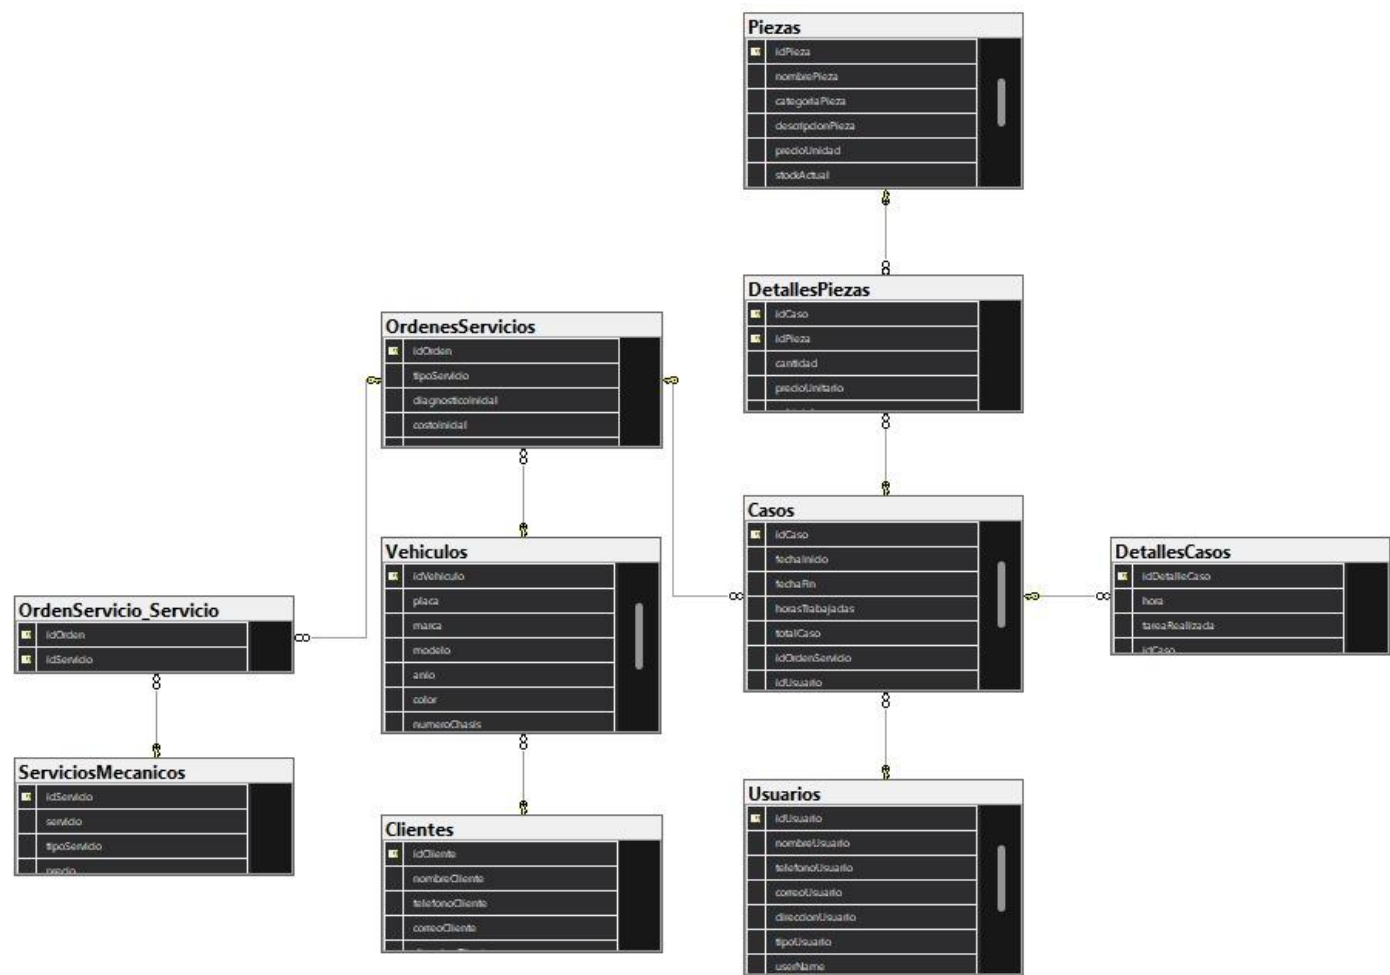 Piezas
idPieza
nombrePieza
categoriaPieza
descripcionPieza
precioUnidad
stockActual
DetallesPiezas
idCaso
idPieza
cantidad
precioUnitario
OrdenesServicios
idOrden
tipoServicio
diagnosticoInicial
costoInicial
Vehiculos
idVehiculo
placa
marca
modelo
anio
color
numeroChasis
Casos
idCaso
fechaInicio
fechaFin
horasTrabajadas
totalCaso
idOrdenServicio
idUsuario
DetallesCasos
idDetalleCaso
hora
tareaRealizada
idCaso
OrdenServicio_Servicio
idOrden
idServicio
ServiciosMecanicos
idServicio
servicio
tipoServicio
precio
Clientes
idCliente
nombreCliente
telefonoCliente
correoCliente
Usuarios
idUsuario
nombreUsuario
telefonoUsuario
correoUsuario
direccionUsuario
tipoUsuario
userName